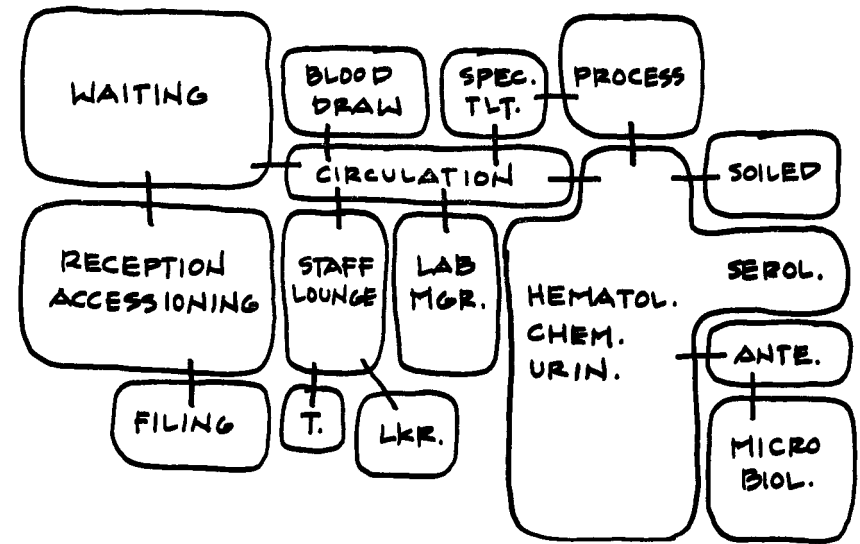 WAITING
BLOOD
DRAW
SPEC.
TLT.
PROCESS
CIRCULATION
SOILED
RECEPTION
ACCESSIONING
STAFF
LOUNGE
LAB
MGR.
HEMATOL.
CHEM.
URIN.
SEROL.
ANTE.
FILING
T.
LKR.
MICRO
BIOL.